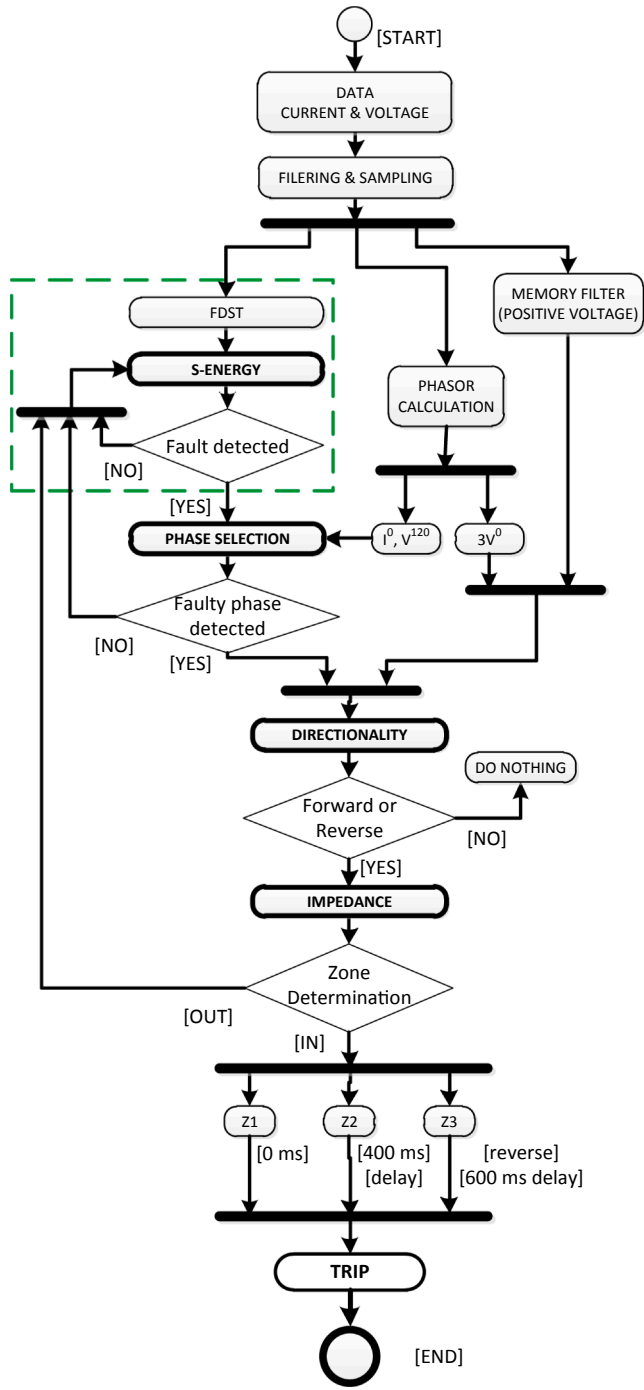 [START]
DATA
CURRENT & VOLTAGE
FILERING & SAMPLING
MEMORY FILTER
(POSITIVE VOLTAGE)
FDST
S-ENERGY
PHASOR
CALCULATION
Fault detected
[NO]
[YES]
PHASE SELECTION
I⁰, V¹²⁰
3V⁰
Faulty phase
detected
[NO]
[YES]
DIRECTIONALITY
DO NOTHING
Forward or
Reverse
[NO]
[YES]
IMPEDANCE
Zone
Determination
[OUT]
[IN]
Z1
Z2
Z3
[0 ms]
[400 ms]
[delay]
[reverse]
[600 ms delay]
TRIP
[END]